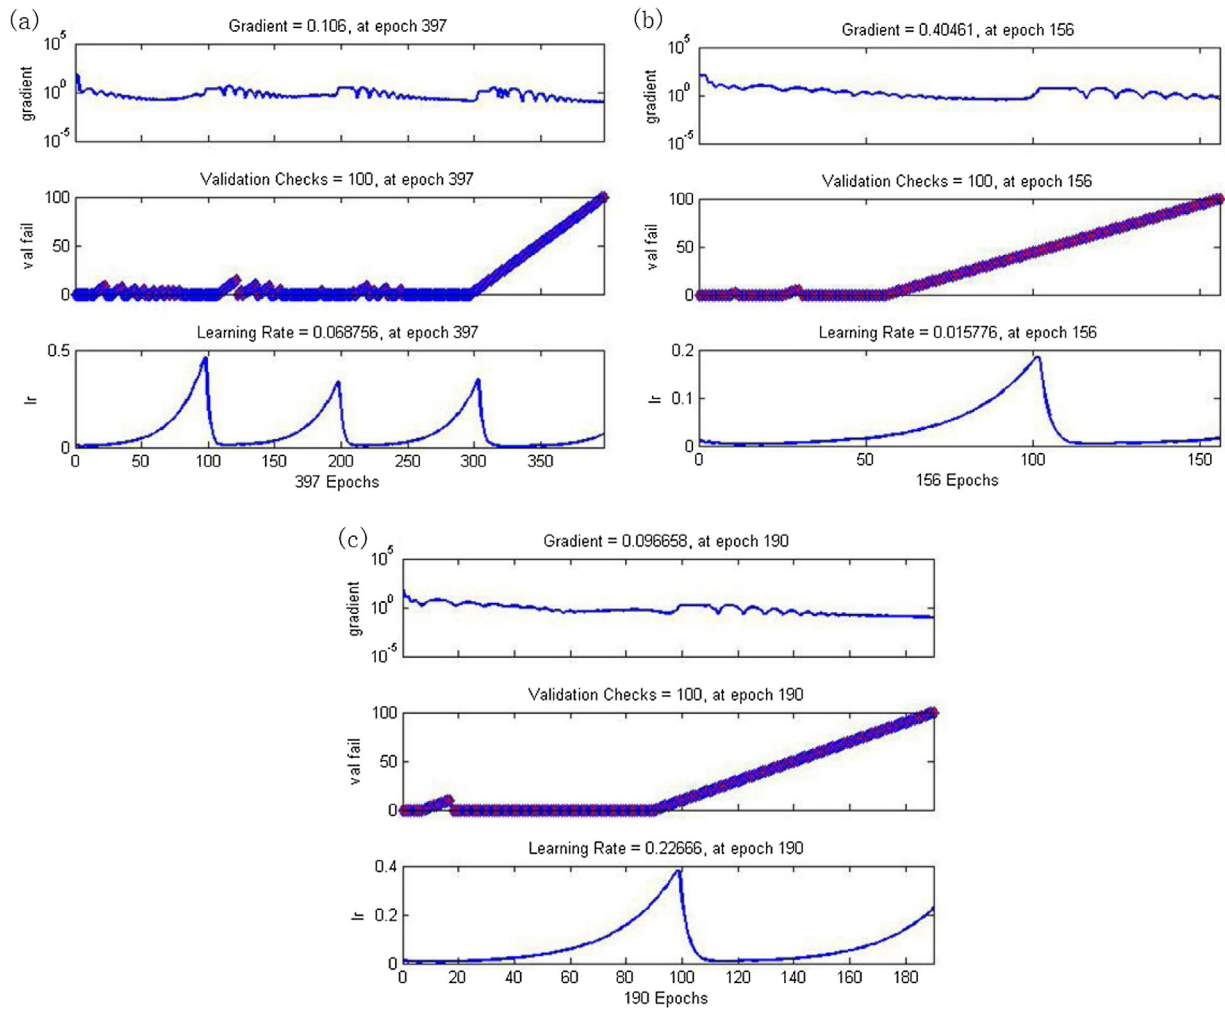 (a)
Gradient = 0.106, at epoch 397
10^5
10^0
10^-5
gradient
Validation Checks = 100, at epoch 397
100
50
0
val fail
Learning Rate = 0.068756, at epoch 397
0.5
0
lr
0 50 100 150 200 250 300 350
397 Epochs
(b)
Gradient = 0.40461, at epoch 156
10^5
10^0
10^-5
gradient
Validation Checks = 100, at epoch 156
100
50
0
val fail
Learning Rate = 0.015776, at epoch 156
0.2
0.1
0
lr
0 50 100 150
156 Epochs
(c)
Gradient = 0.096658, at epoch 190
10^5
10^0
10^-5
gradient
Validation Checks = 100, at epoch 190
100
50
0
val fail
Learning Rate = 0.22666, at epoch 190
0.4
0.2
0
lr
0 20 40 60 80 100 120 140 160 180
190 Epochs